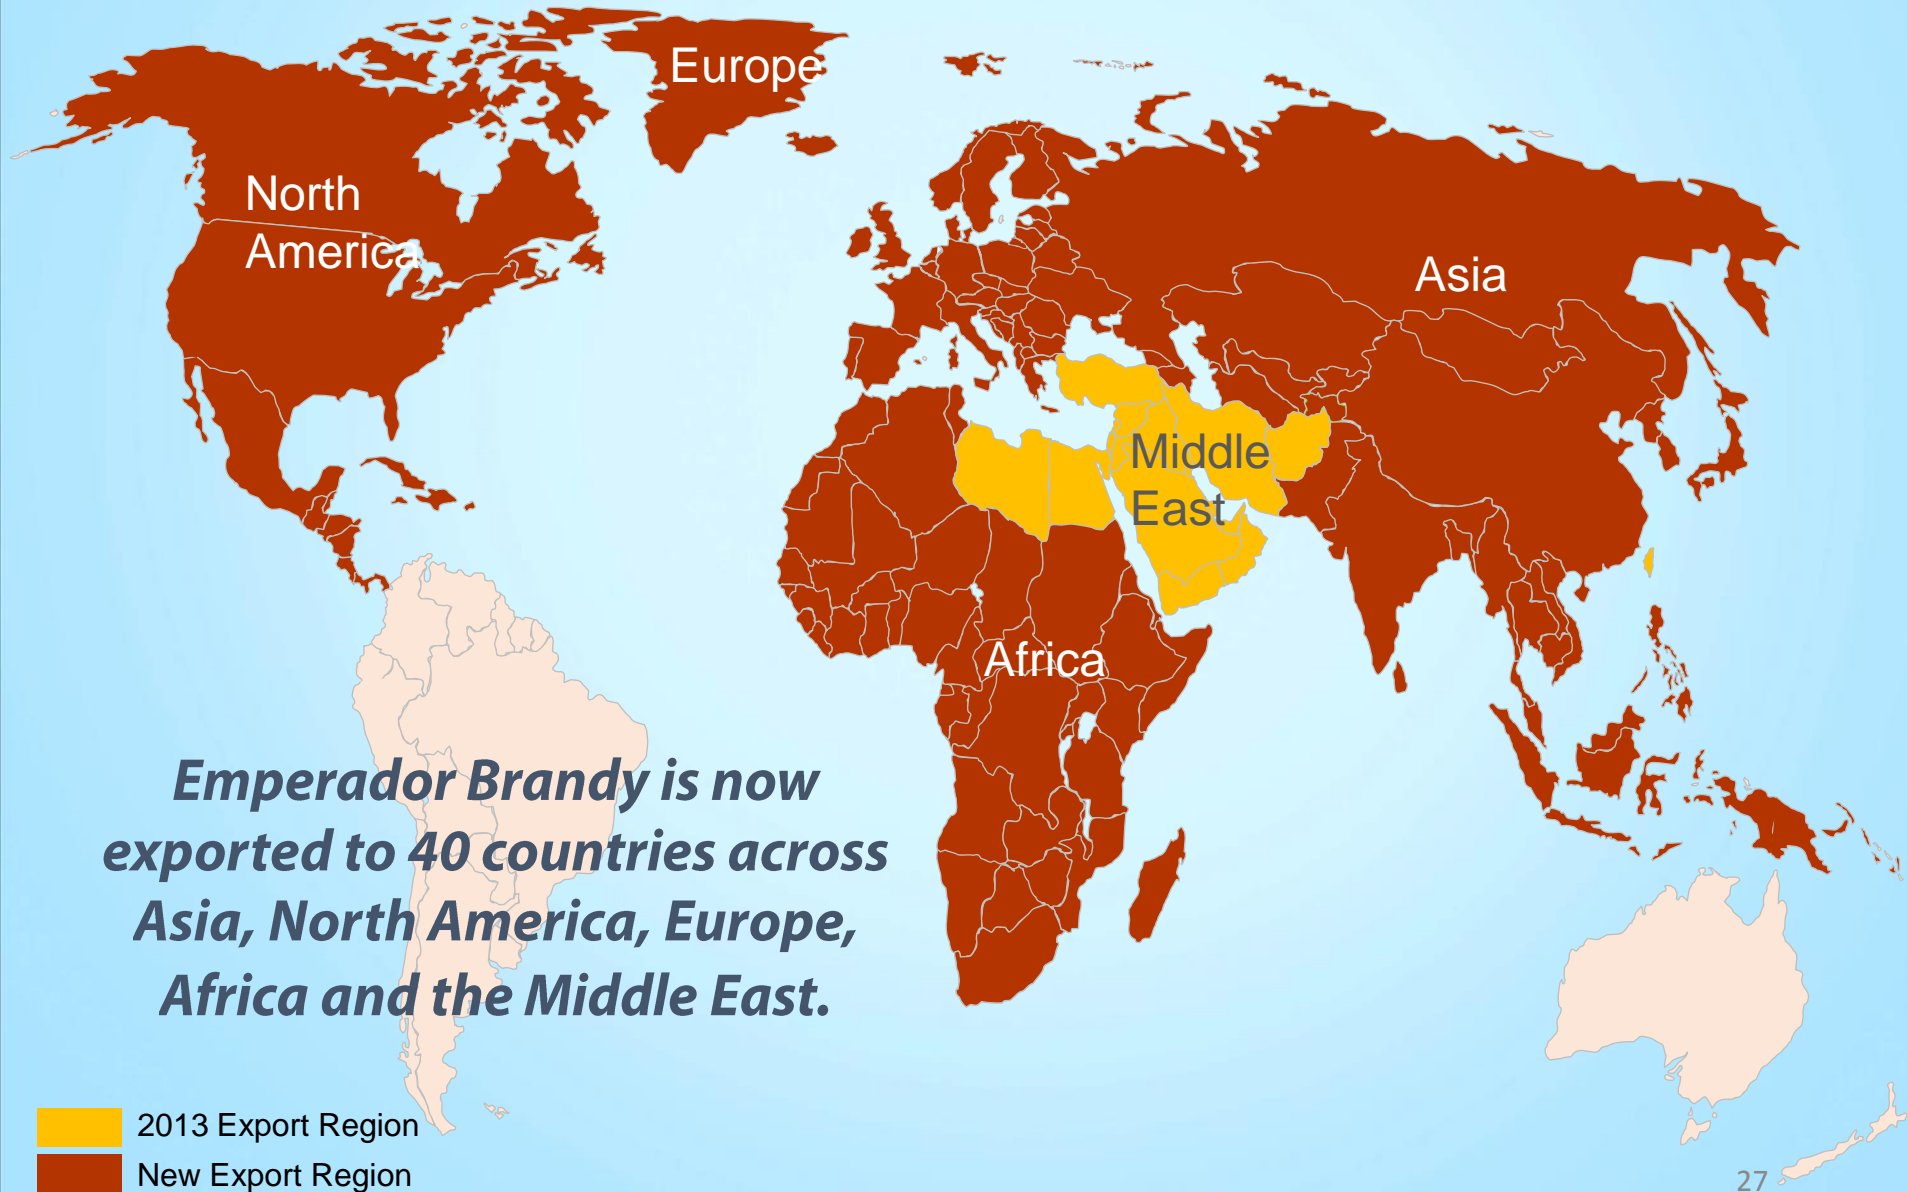 Europe
North
America
Asia
Middle
East
Africa
Emperador Brandy is now
exported to 40 countries across
Asia, North America, Europe,
Africa and the Middle East.
2013 Export Region
New Export Region
27